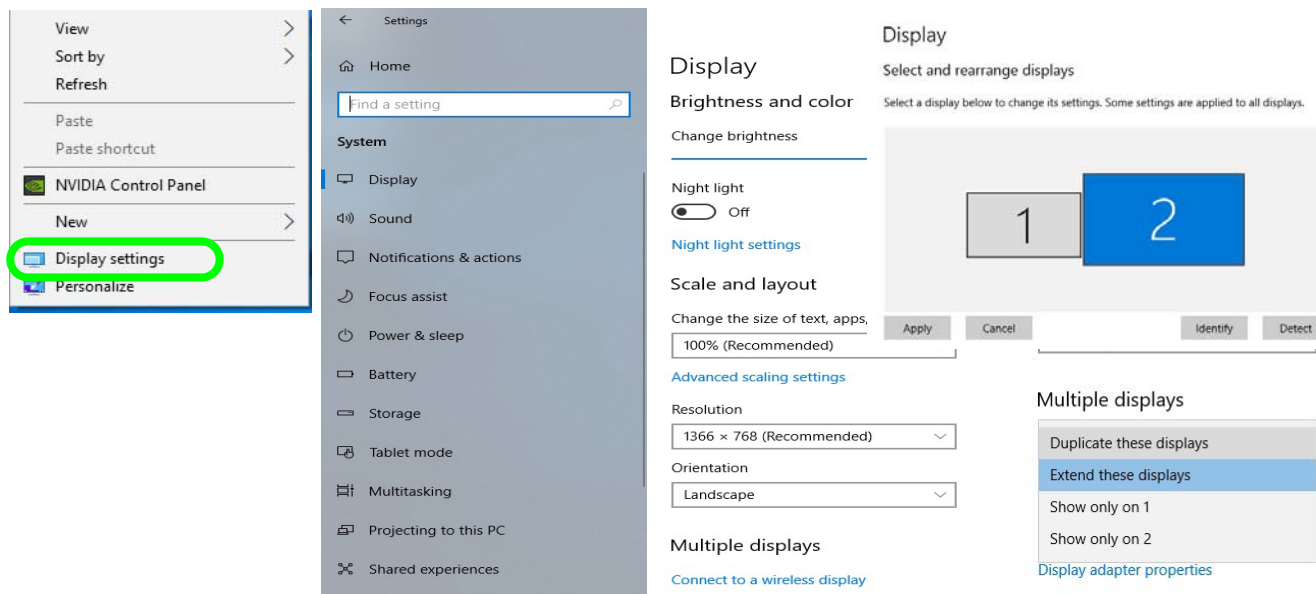 View
Sort by
Refresh
Paste
Paste shortcut
NVIDIA Control Panel
New
Display settings
Personalize
Settings
Home
Find a setting
System
Display
Sound
Notifications & actions
Focus assist
Power & sleep
Battery
Storage
Tablet mode
Multitasking
Projecting to this PC
Shared experiences
Display
Brightness and color
Change brightness
Night light
Off
Night light settings
Scale and layout
Change the size of text, apps,
100% (Recommended)
Advanced scaling settings
Resolution
1366 × 768 (Recommended)
Orientation
Landscape
Multiple displays
Connect to a wireless display
Display
Select and rearrange displays
Select a display below to change its settings. Some settings are applied to all displays.
1 2
Apply Cancel Identify Detect
Multiple displays
Duplicate these displays
Extend these displays
Show only on 1
Show only on 2
Display adapter properties